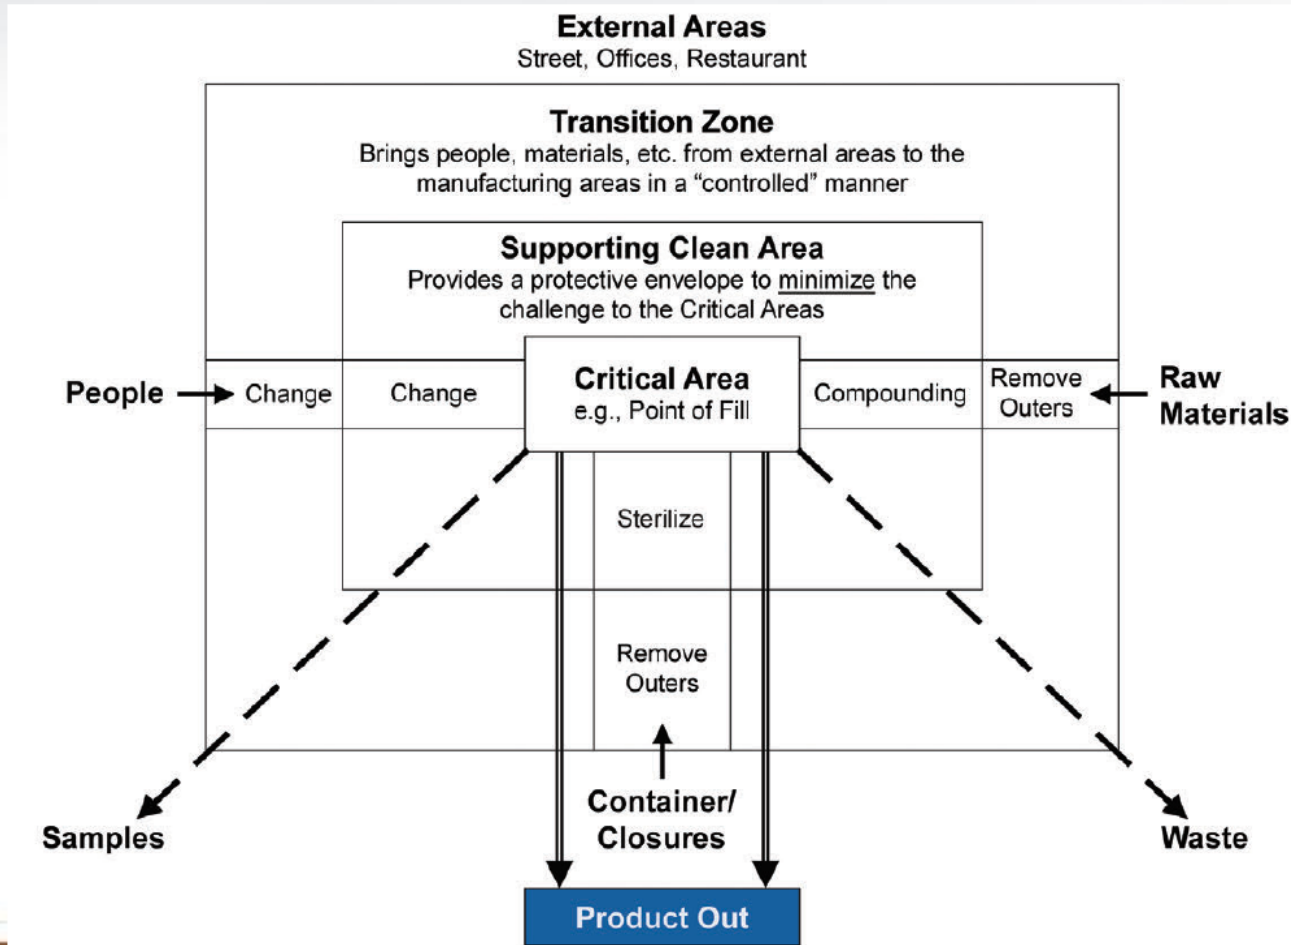 External Areas
Street, Offices, Restaurant
Transition Zone
Brings people, materials, etc. from external areas to the
manufacturing areas in a “controlled” manner
Supporting Clean Area
Provides a protective envelope to minimize the
challenge to the Critical Areas
People
Change
Change
Critical Area
e.g., Point of Fill
Compounding
Remove
Outers
Raw
Materials
Sterilize
Remove
Outers
Samples
Container/
Closures
Waste
Product Out